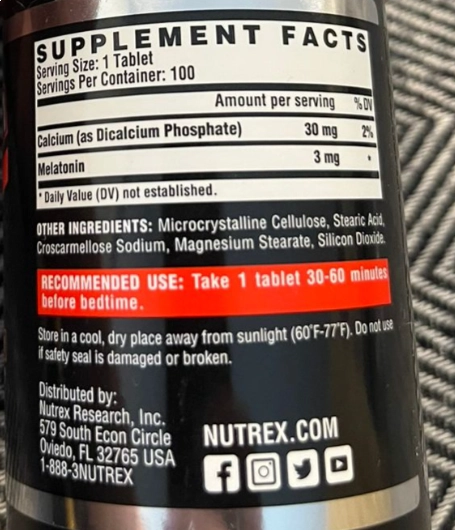 SUPPLEMENT FACTS
Serving Size: 1 Tablet
Servings Per Container: 100
Amount per serving %DV
Calcium (as Dicalcium Phosphate) 30 mg 2%
Melatonin 3 mg *
* Daily Value (DV) not established.
OTHER INGREDIENTS: Microcrystalline Cellulose, Stearic Acid,
Croscarmellose Sodium, Magnesium Stearate, Silicon Dioxide.
RECOMMENDED USE: Take 1 tablet 30-60 minutes
before bedtime.
Store in a cool, dry place away from sunlight (60°F-77°F). Do not use
if safety seal is damaged or broken.
Distributed by:
Nutrex Research, Inc.
579 South Econ Circle
Oviedo, FL 32765 USA
1-888-3NUTREX
NUTREX.COM